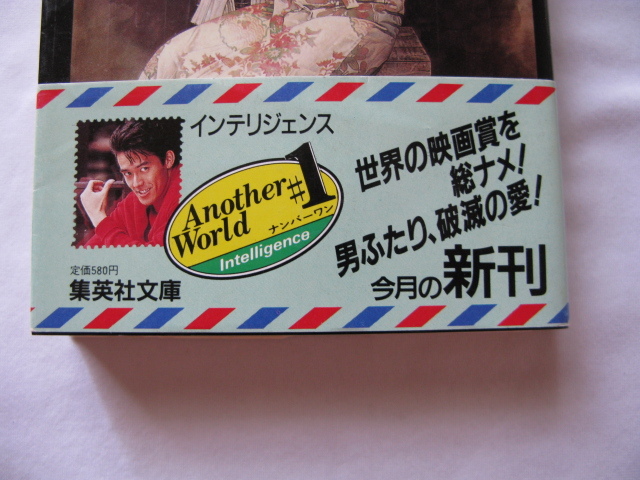 インテリジェンス
Another
World
#1
ナンバーワン
Intelligence
定価580円
集英社文庫
世界の映画賞を
総ナメ!
男ふたり、破滅の愛!
今月の新刊